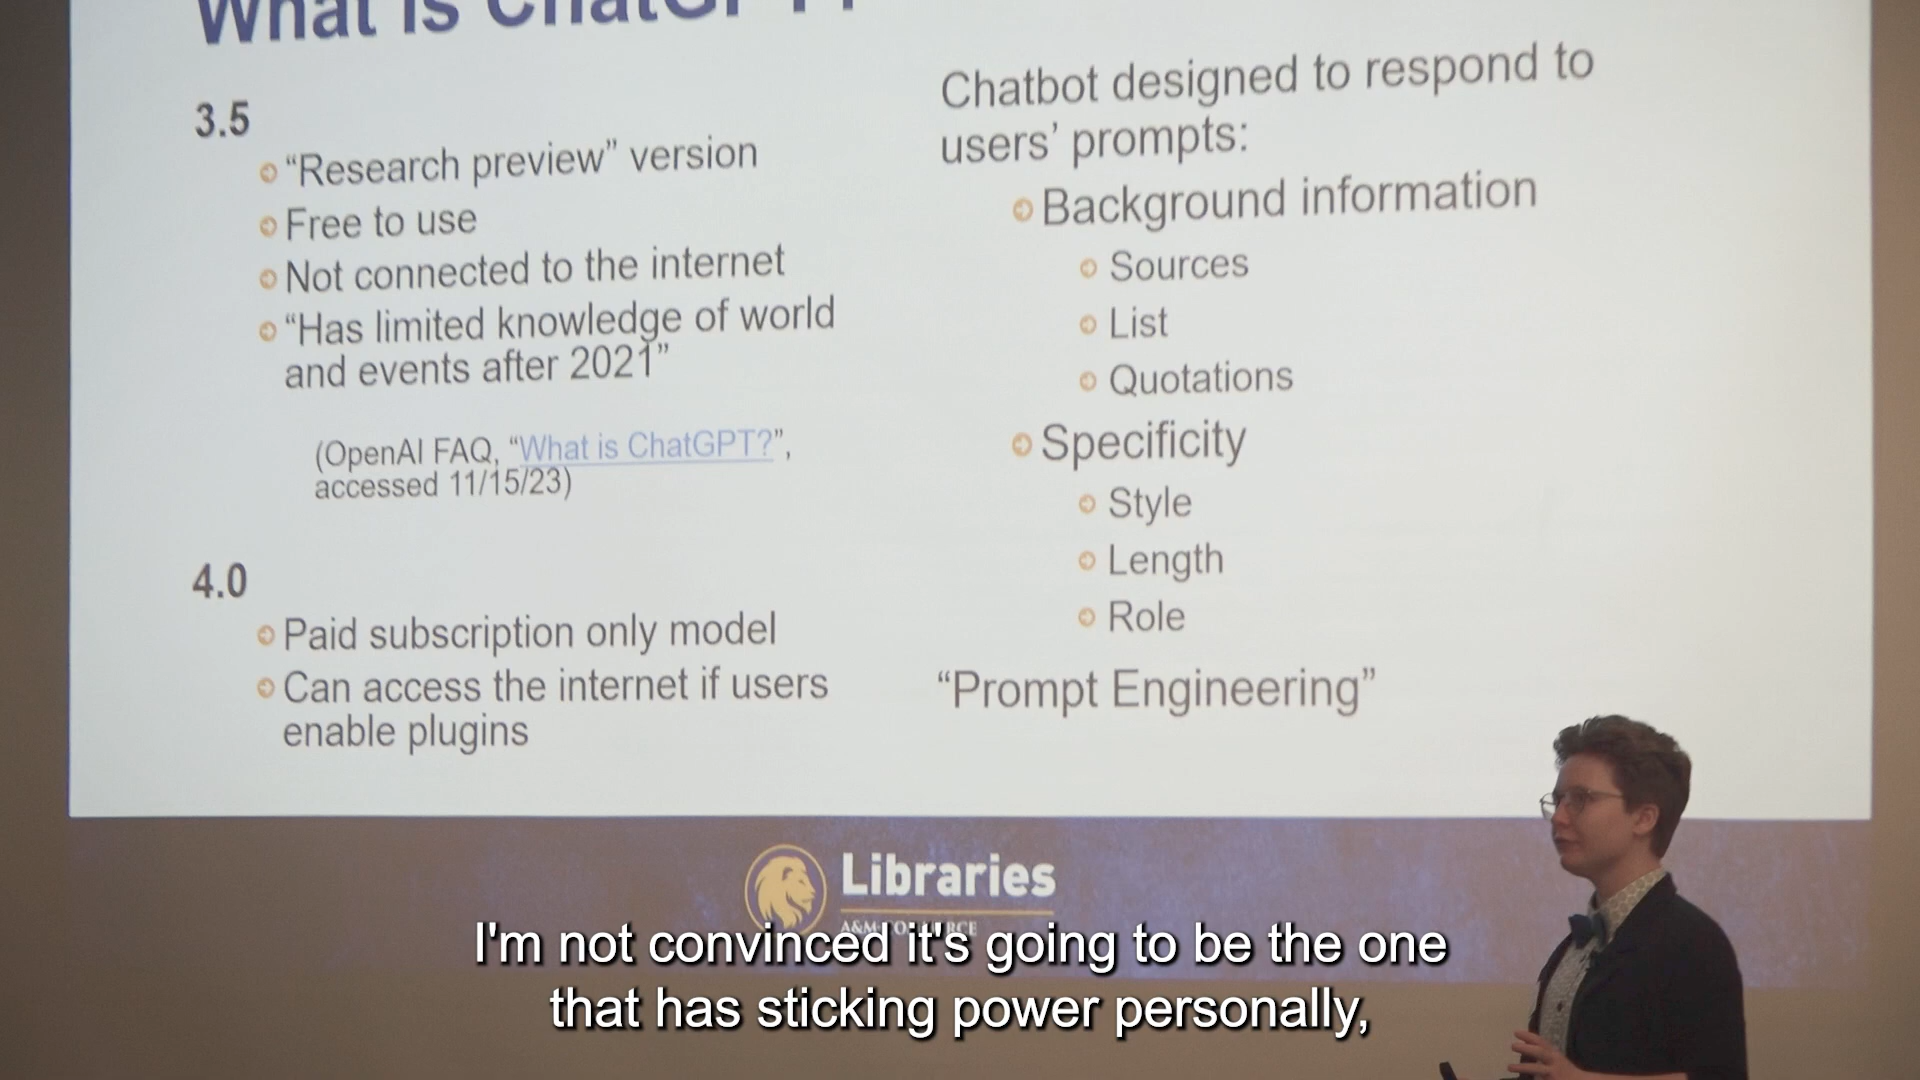 What is ChatGPT?
3.5
“Research preview” version
Free to use
Not connected to the internet
“Has limited knowledge of world
and events after 2021”
(OpenAI FAQ, “What is ChatGPT?”,
accessed 11/15/23)
4.0
Paid subscription only model
Can access the internet if users
enable plugins
Chatbot designed to respond to
users’ prompts:
Background information
Sources
List
Quotations
Specificity
Style
Length
Role
“Prompt Engineering”
Libraries
A&M-COMMERCE
I'm not convinced it's going to be the one
that has sticking power personally,